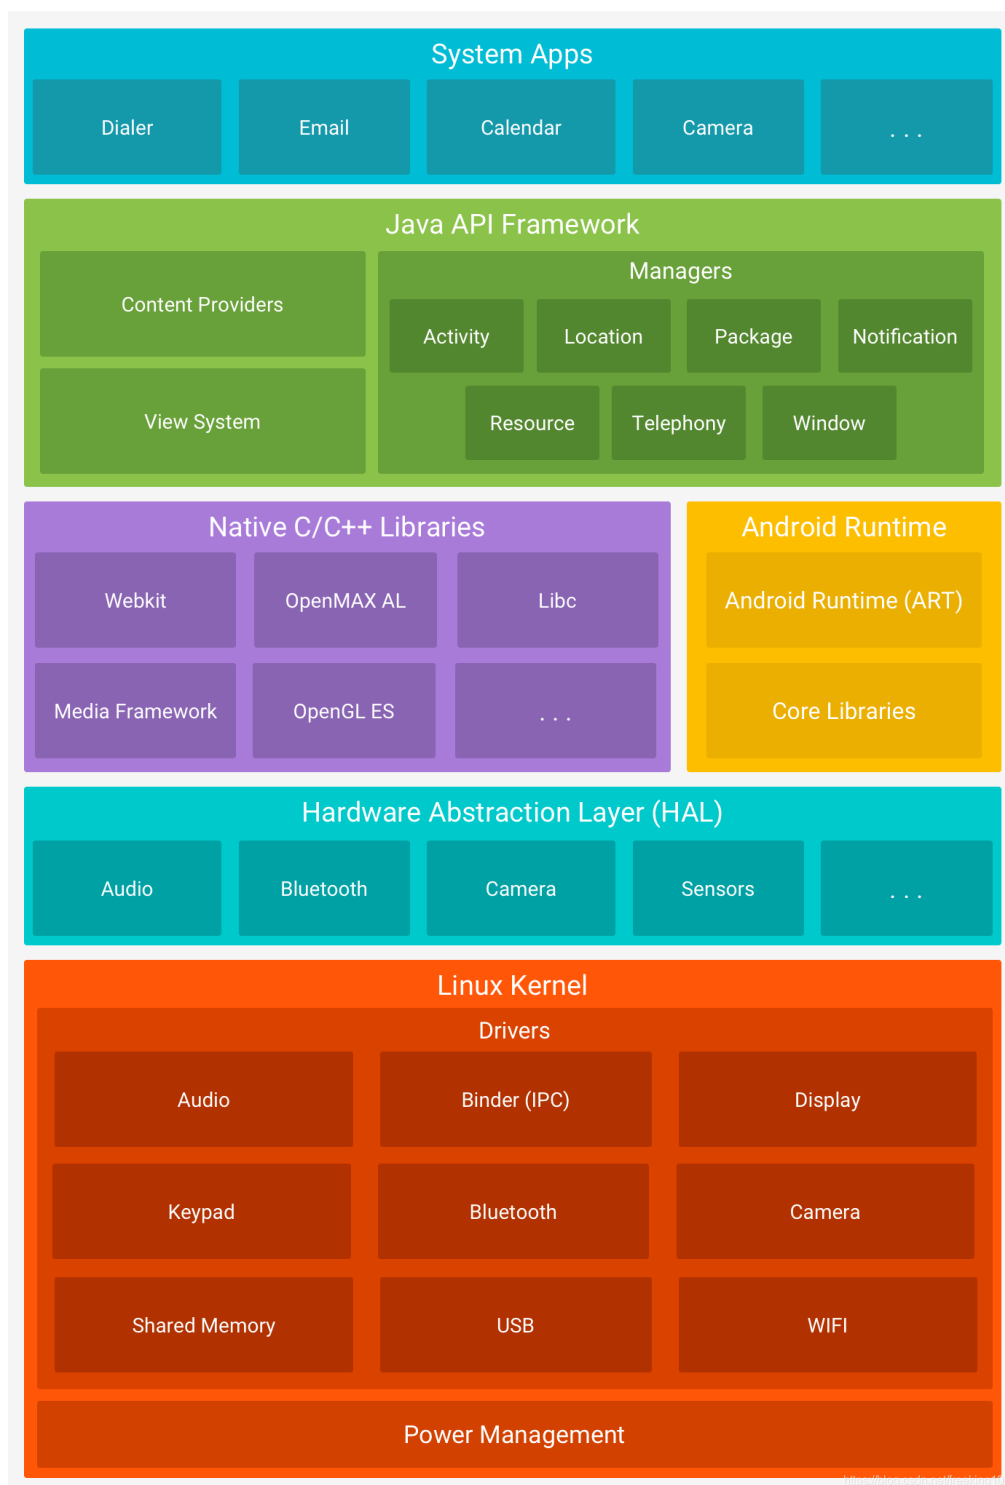 System Apps
Dialer Email Calendar Camera ...
Java API Framework
Content Providers
View System
Managers
Activity Location Package Notification
Resource Telephony Window
Native C/C++ Libraries
Webkit OpenMAX AL Libc
Media Framework OpenGL ES ...
Android Runtime
Android Runtime (ART)
Core Libraries
Hardware Abstraction Layer (HAL)
Audio Bluetooth Camera Sensors ...
Linux Kernel
Drivers
Audio Binder (IPC) Display
Keypad Bluetooth Camera
Shared Memory USB WIFI
Power Management